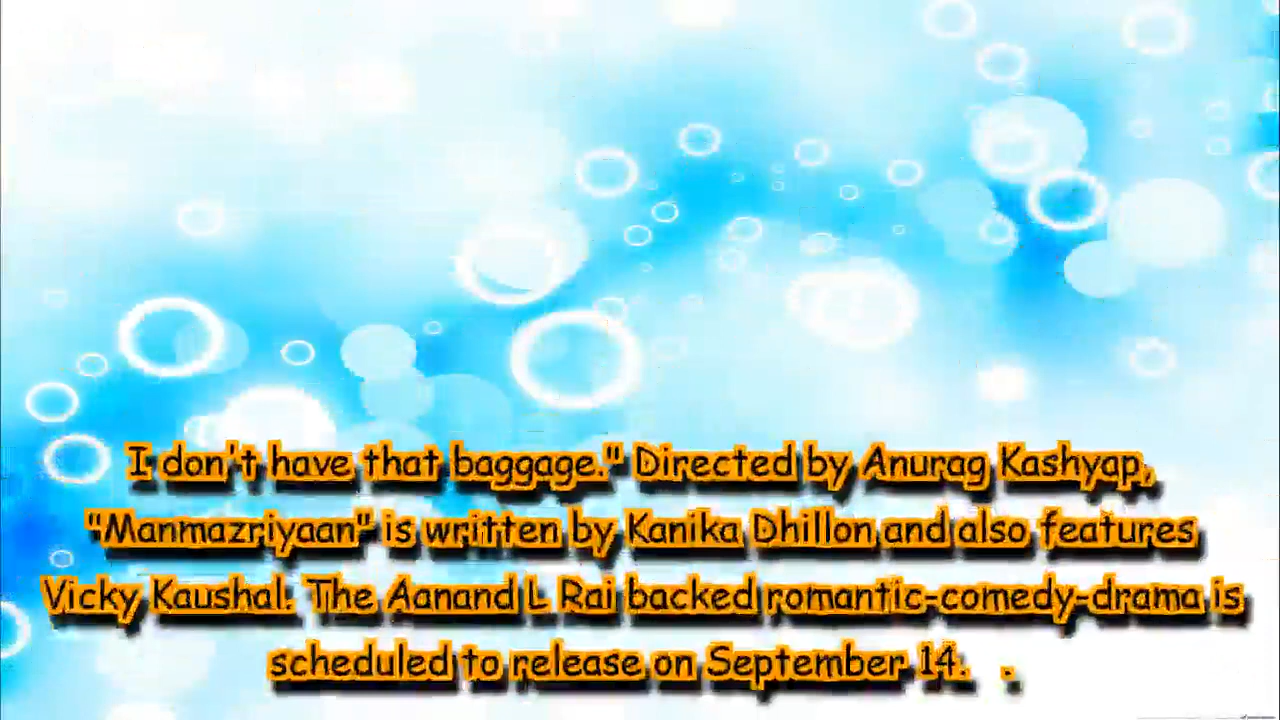 I don't have that baggage." Directed by Anurag Kashyap,
"Manmazriyaan" is written by Kanika Dhillon and also features
Vicky Kaushal. The Aanand L Rai backed romantic-comedy-drama is
scheduled to release on September 14. .